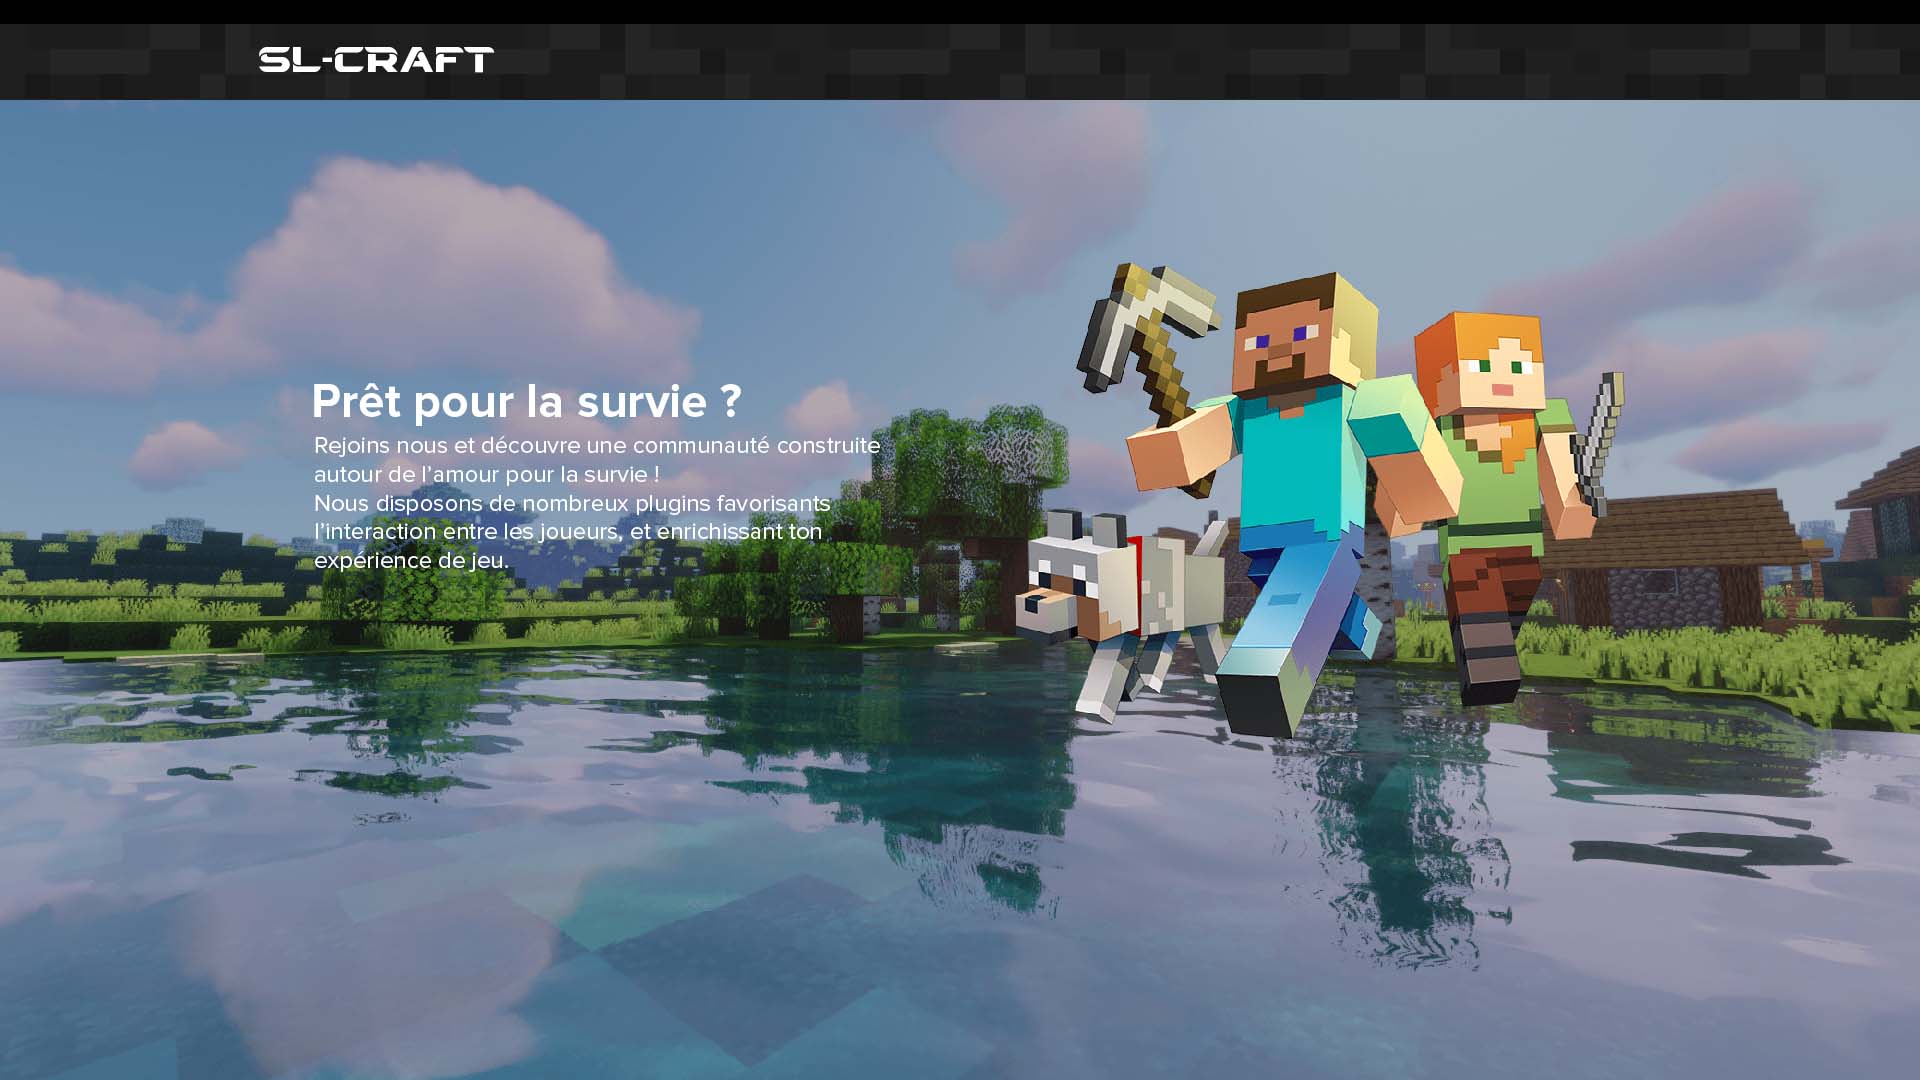 SL-CRAFT
Prêt pour la survie ?
Rejoins nous et découvre une communauté construite
autour de l’amour pour la survie !
Nous disposons de nombreux plugins favorisants
l’interaction entre les joueurs, et enrichissant ton
expérience de jeu.